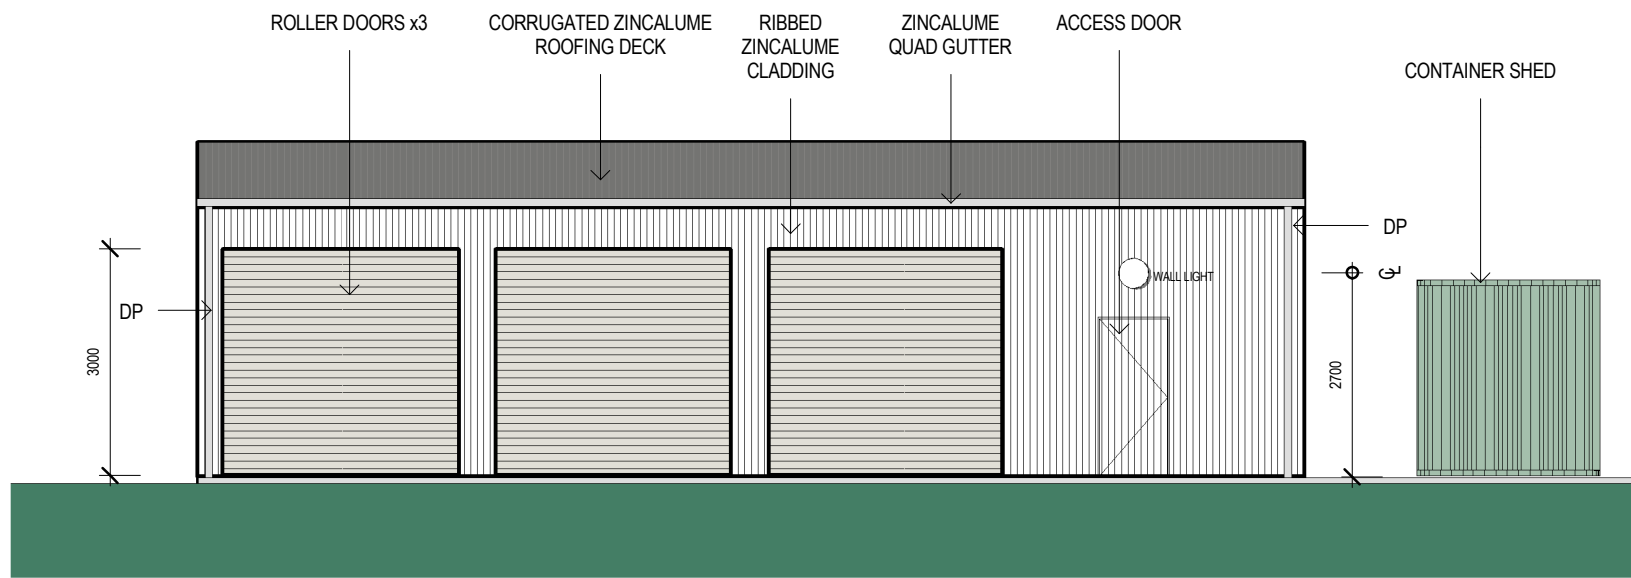 ROLLER DOORS x3
CORRUGATED ZINCALUME
ROOFING DECK
RIBBED
ZINCALUME
CLADDING
ZINCALUME
QUAD GUTTER
ACCESS DOOR
CONTAINER SHED
DP
WALL LIGHT
CL
DP
3000
2700